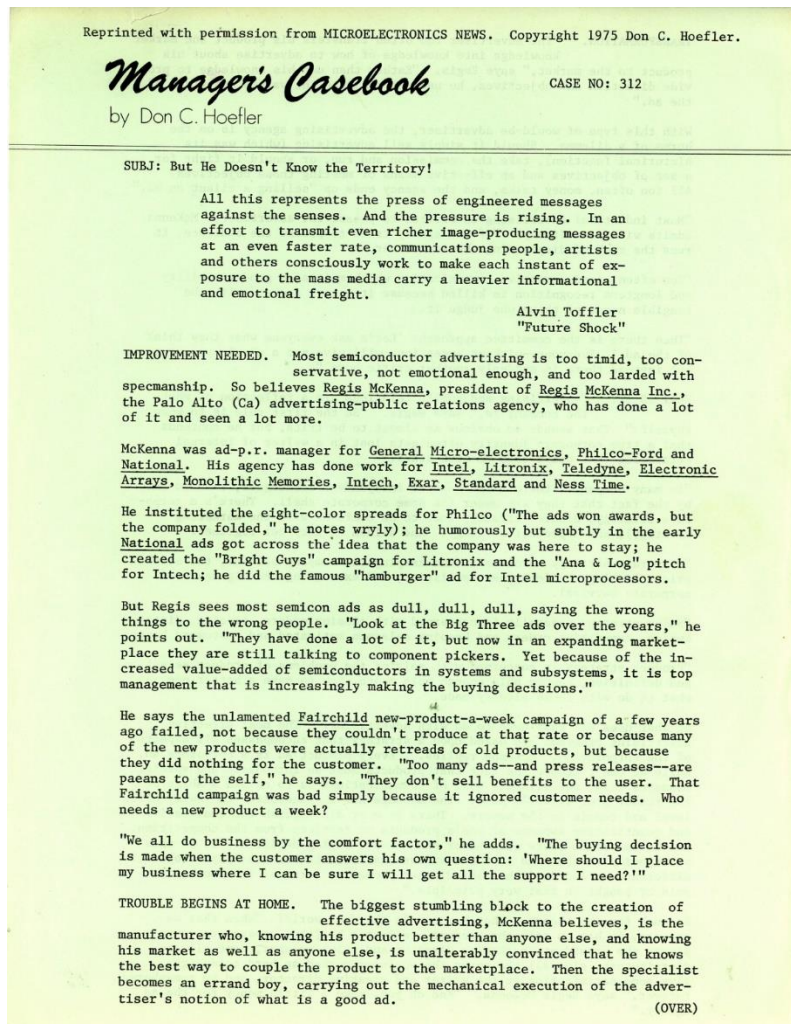 Reprinted with permission from MICROELECTRONICS NEWS. Copyright 1975 Don C. Hoefler.
Manager's Casebook
by Don C. Hoefler
CASE NO: 312
SUBJ: But He Doesn't Know the Territory!
All this represents the press of engineered messages
against the senses. And the pressure is rising. In an
effort to transmit even richer image-producing messages
at an even faster rate, communications people, artists
and others consciously work to make each instant of ex-
posure to the mass media carry a heavier informational
and emotional freight.
Alvin Toffler
"Future Shock"
IMPROVEMENT NEEDED. Most semiconductor advertising is too timid, too con-
servative, not emotional enough, and too larded with
specmanship. So believes Regis McKenna, president of Regis McKenna Inc.,
the Palo Alto (Ca) advertising-public relations agency, who has done a lot
of it and seen a lot more.
McKenna was ad-p.r. manager for General Micro-electronics, Philco-Ford and
National. His agency has done work for Intel, Litronix, Teledyne, Electronic
Arrays, Monolithic Memories, Intech, Exar, Standard and Ness Time.
He instituted the eight-color spreads for Philco ("The ads won awards, but
the company folded," he notes wryly); he humorously but subtly in the early
National ads got across the idea that the company was here to stay; he
created the "Bright Guys" campaign for Litronix and the "Ana & Log" pitch
for Intech; he did the famous "hamburger" ad for Intel microprocessors.
But Regis sees most semicon ads as dull, dull, dull, saying the wrong
things to the wrong people. "Look at the Big Three ads over the years," he
points out. "They have done a lot of it, but now in an expanding market-
place they are still talking to component pickers. Yet because of the in-
creased value-added of semiconductors in systems and subsystems, it is top
management that is increasingly making the buying decisions."
He says the unlamented Fairchild new-product-a-week campaign of a few years
ago failed, not because they couldn't produce at that rate or because many
of the new products were actually retreads of old products, but because
they did nothing for the customer. "Too many ads--and press releases--are
paeans to the self," he says. "They don't sell benefits to the user. That
Fairchild campaign was bad simply because it ignored customer needs. Who
needs a new product a week?
"We all do business by the comfort factor," he adds. "The buying decision
is made when the customer answers his own question: 'Where should I place
my business where I can be sure I will get all the support I need?'"
TROUBLE BEGINS AT HOME. The biggest stumbling block to the creation of
effective advertising, McKenna believes, is the
manufacturer who, knowing his product better than anyone else, and knowing
his market as well as anyone else, is unalterably convinced that he knows
the best way to couple the product to the marketplace. Then the specialist
becomes an errand boy, carrying out the mechanical execution of the adver-
tiser's notion of what is a good ad.
(OVER)